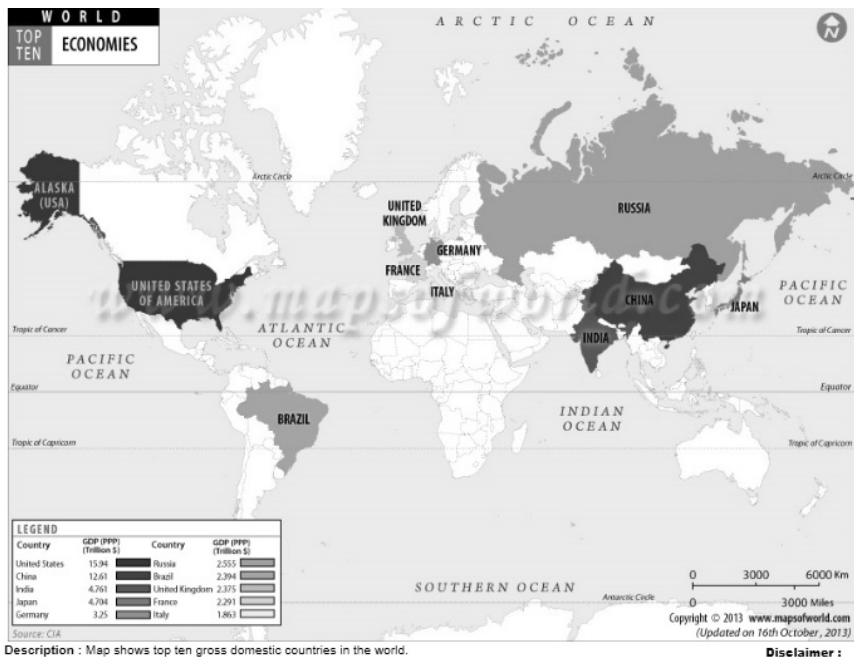 WORLD
TOP TEN
ECONOMIES
ARCTIC OCEAN
N
ALASKA
(USA)
Arctic Circle
Arctic Circle
RUSSIA
UNITED
KINGDOM
GERMANY
FRANCE
ITALY
UNITED STATES
OF AMERICA
www.mapsofworld.com
CHINA
JAPAN
PACIFIC
OCEAN
Tropic of Cancer
ATLANTIC
OCEAN
INDIA
Tropic of Cancer
PACIFIC
OCEAN
Equator
Equator
BRAZIL
INDIAN
OCEAN
Tropic of Capricorn
Tropic of Capricorn
LEGEND
Country GDP (PPP) (Trillion $) Country GDP (PPP) (Trillion $)
United States 15.94 Russia 2.555
China 12.61 Brazil 2.394
India 4.761 United Kingdom 2.375
Japan 4.704 France 2.291
Germany 3.25 Italy 1.863
Source: CIA
SOUTHERN OCEAN
Antarctic Circle
0 3000 6000 Km
0 3000 Miles
Copyright © 2013 www.mapsofworld.com
(Updated on 16th October, 2013)
Description : Map shows top ten gross domestic countries in the world.
Disclaimer :